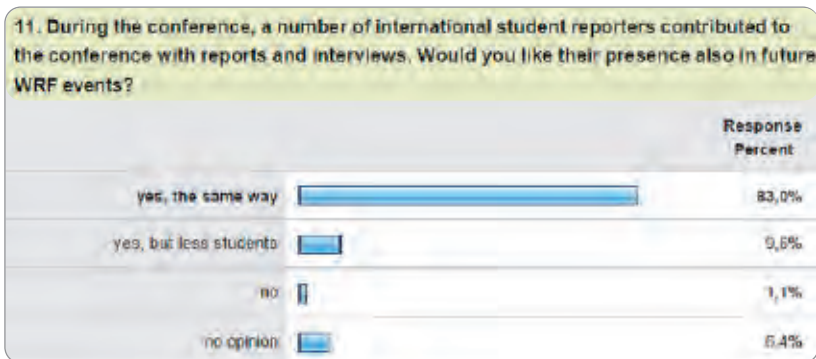 11. During the conference, a number of international student reporters contributed to
the conference with reports and interviews. Would you like their presence also in future
WRF events?
Response
Percent
yes, the same way 83,0%
yes, but less students 9,6%
no 1,1%
no opinion 6,4%